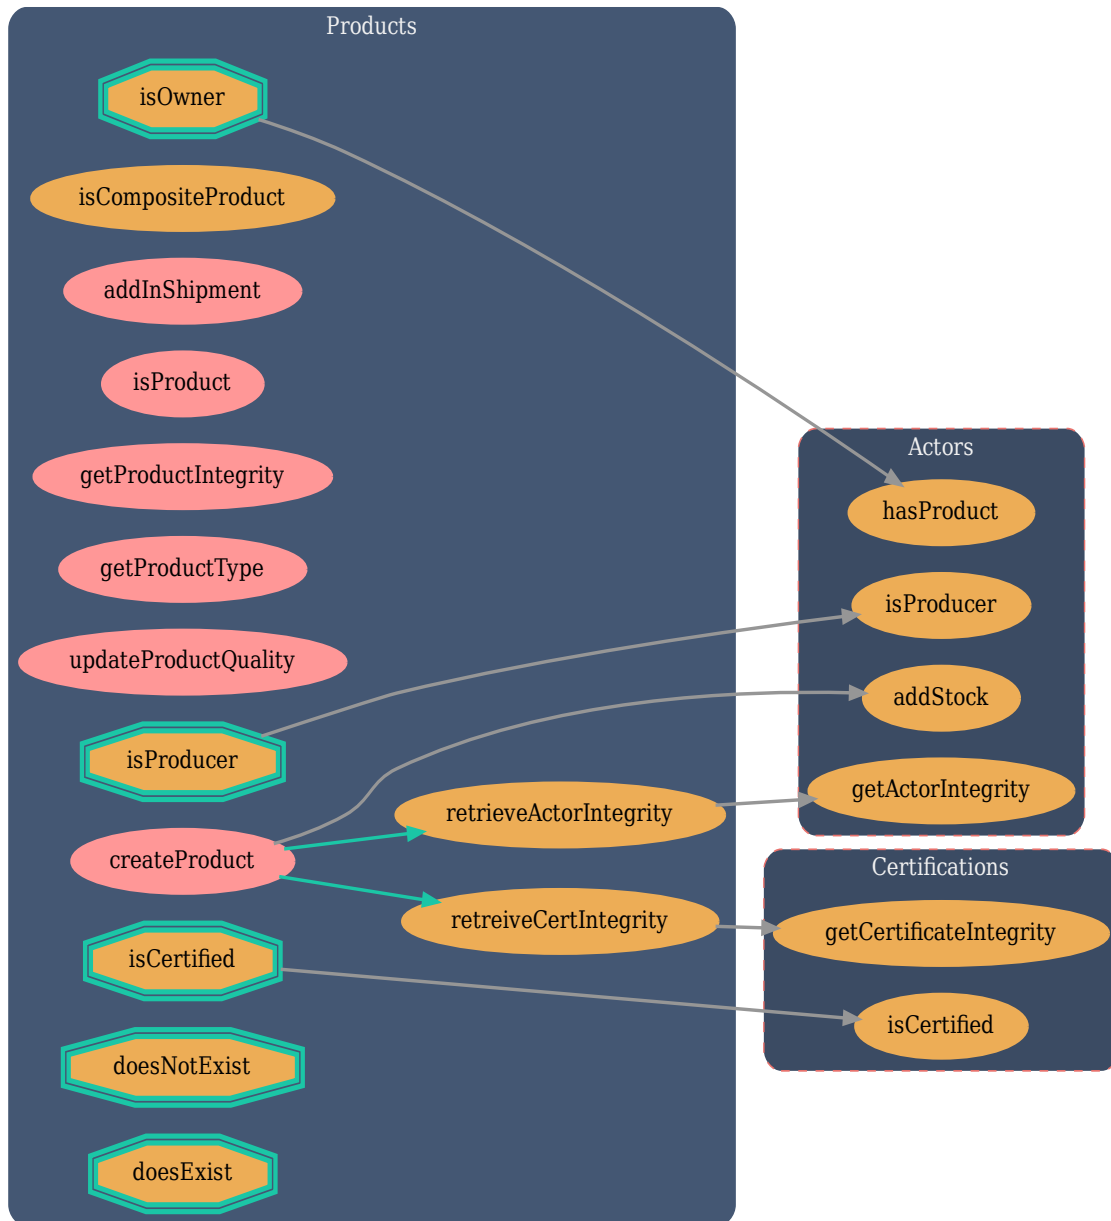 Products
isOwner
isCompositeProduct
addInShipment
isProduct
getProductIntegrity
getProductType
updateProductQuality
isProducer
createProduct
isCertified
doesNotExist
doesExist
retrieveActorIntegrity
retreiveCertIntegrity
Actors
hasProduct
isProducer
addStock
getActorIntegrity
Certifications
getCertificateIntegrity
isCertified